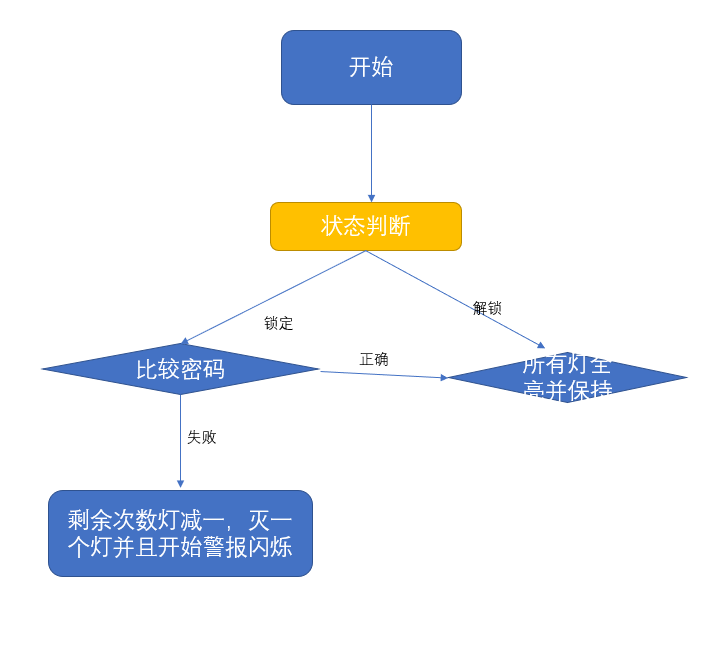 开始
状态判断
解锁
锁定
正确
所有灯全
亮并保持
比较密码
失败
剩余次数灯减一，灭一
个灯并且开始警报闪烁